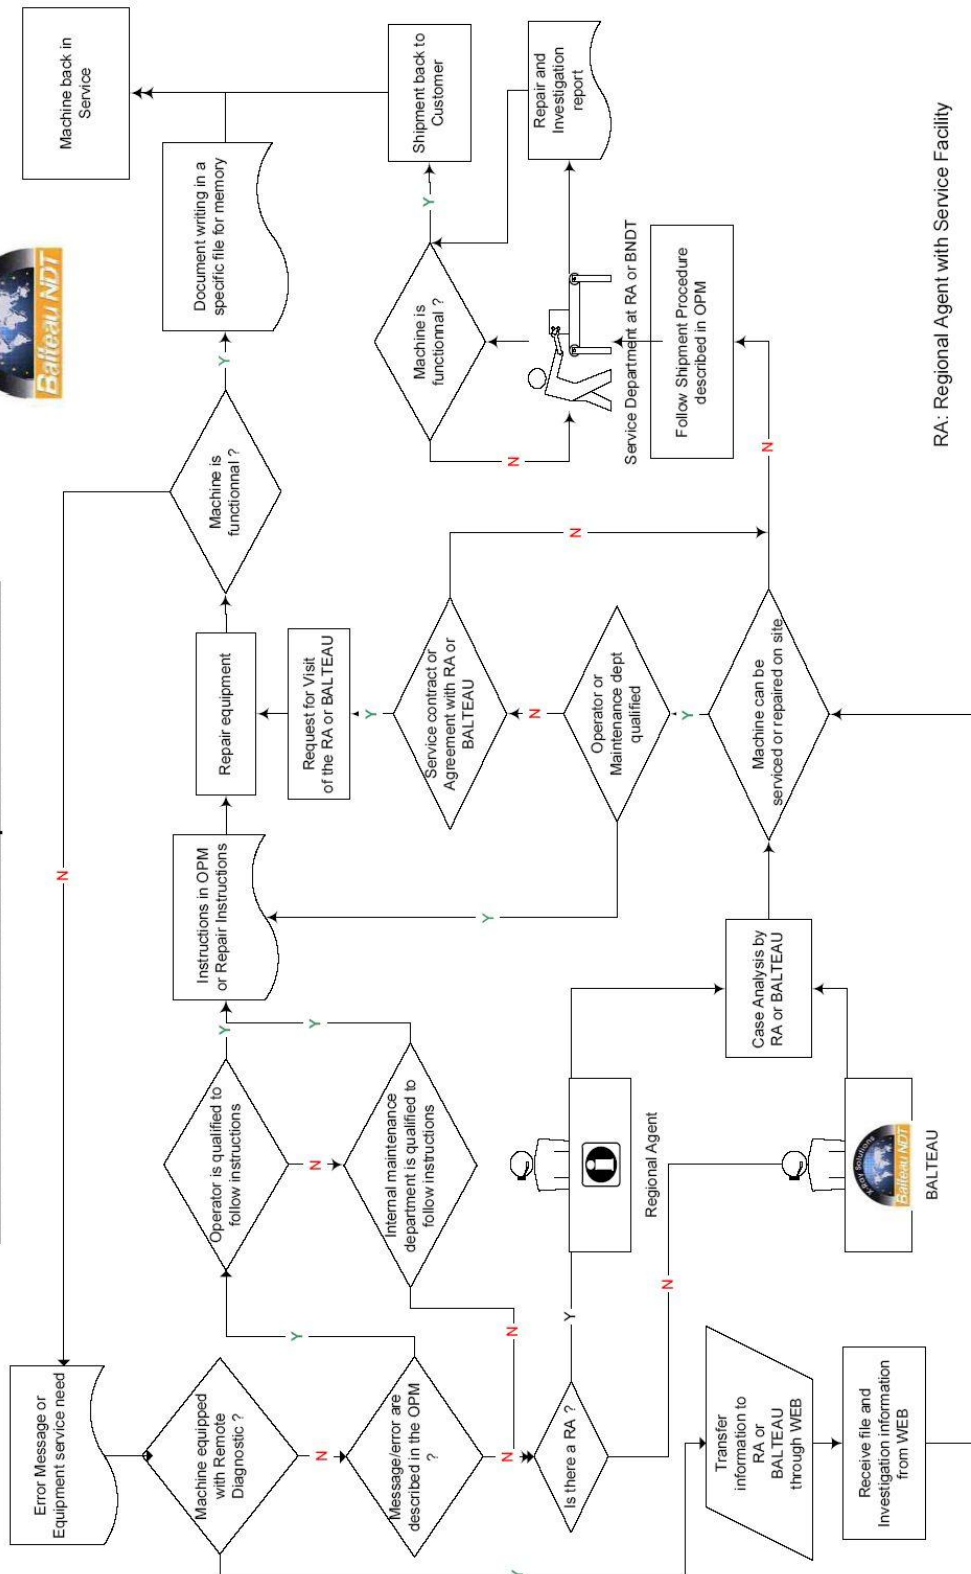 Error Message or
Equipment service need
Machine equipped
with Remote
Diagnostic ?
N
Message/error are
described in the OPM
?
N
Is there a RA ?
Y
N
Transfer
information to
RA or
BALTEAU
through WEB
Receive file and
Investigation information
from WEB
Y
Y
Operator is qualified to
follow instructions
Y
N
Internal maintenance
department is qualified to
follow instructions
Y
N
Regional Agent
X-Ray Solutions
Balteau NDT
BALTEAU
N
Instructions in OPM
or Repair Instructions
Y
Case Analysis by
RA or BALTEAU
Repair equipment
Request for Visit
of the RA or BALTEAU
Y
Service contract or
Agreement with RA or
BALTEAU
N
Operator or
Maintenance dept
qualified
Y
Machine can be
serviced or repaired on site
N
N
Machine is
functionnal ?
Y
Machine is
functionnal ?
N
Y
Service Department at RA or BNDT
Follow Shipment Procedure
described in OPM
Balteau NDT
Machine back in
Service
Document writing in a
specific file for memory
Shipment back to
Customer
Repair and
Investigation
report
RA: Regional Agent with Service Facility